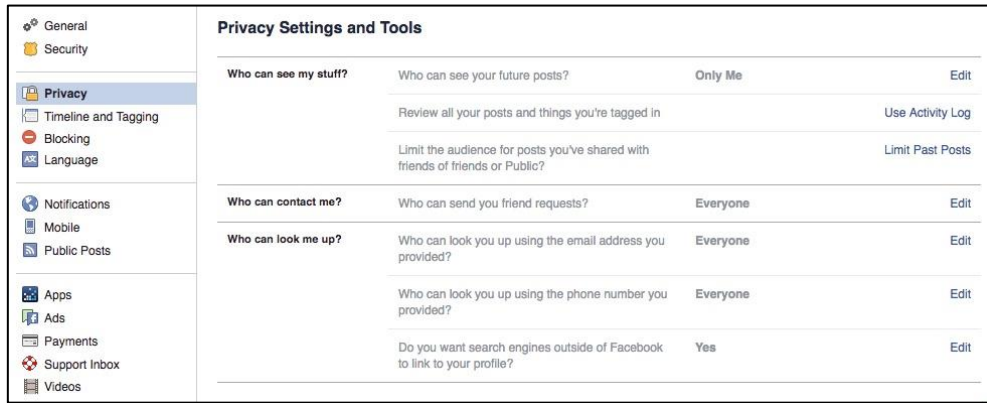 General
Security
Privacy
Timeline and Tagging
Blocking
Language
Notifications
Mobile
Public Posts
Apps
Ads
Payments
Support Inbox
Videos
Privacy Settings and Tools
Who can see my stuff? Who can see your future posts? Only Me Edit
Review all your posts and things you're tagged in Use Activity Log
Limit the audience for posts you've shared with Limit Past Posts
friends of friends or Public?
Who can contact me? Who can send you friend requests? Everyone Edit
Who can look me up? Who can look you up using the email address you Everyone Edit
provided?
Who can look you up using the phone number you Everyone Edit
provided?
Do you want search engines outside of Facebook Yes Edit
to link to your profile?